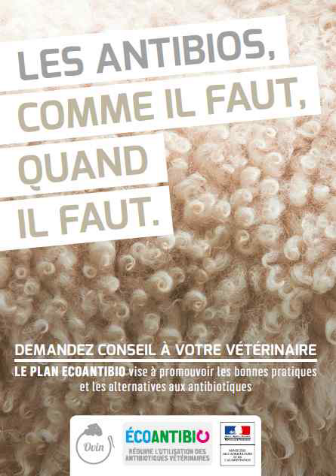 LES ANTIBIOS,
COMME IL FAUT,
QUAND
IL FAUT.
DEMANDEZ CONSEIL À VOTRE VÉTÉRINAIRE
LE PLAN ECOANTIBIO vise à promouvoir les bonnes pratiques
et les alternatives aux antibiotiques
Ovin
ÉCOANTIBIO
RÉDUIRE L'UTILISATION DES
ANTIBIOTIQUES VÉTÉRINAIRES